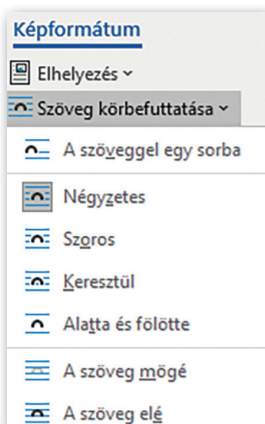 Képformátum
Elhelyezés
Szöveg körbefuttatása
A szöveggel egy sorba
Négyzetes
Szoros
Keresztül
Alatta és fölötte
A szöveg mögé
A szöveg elé